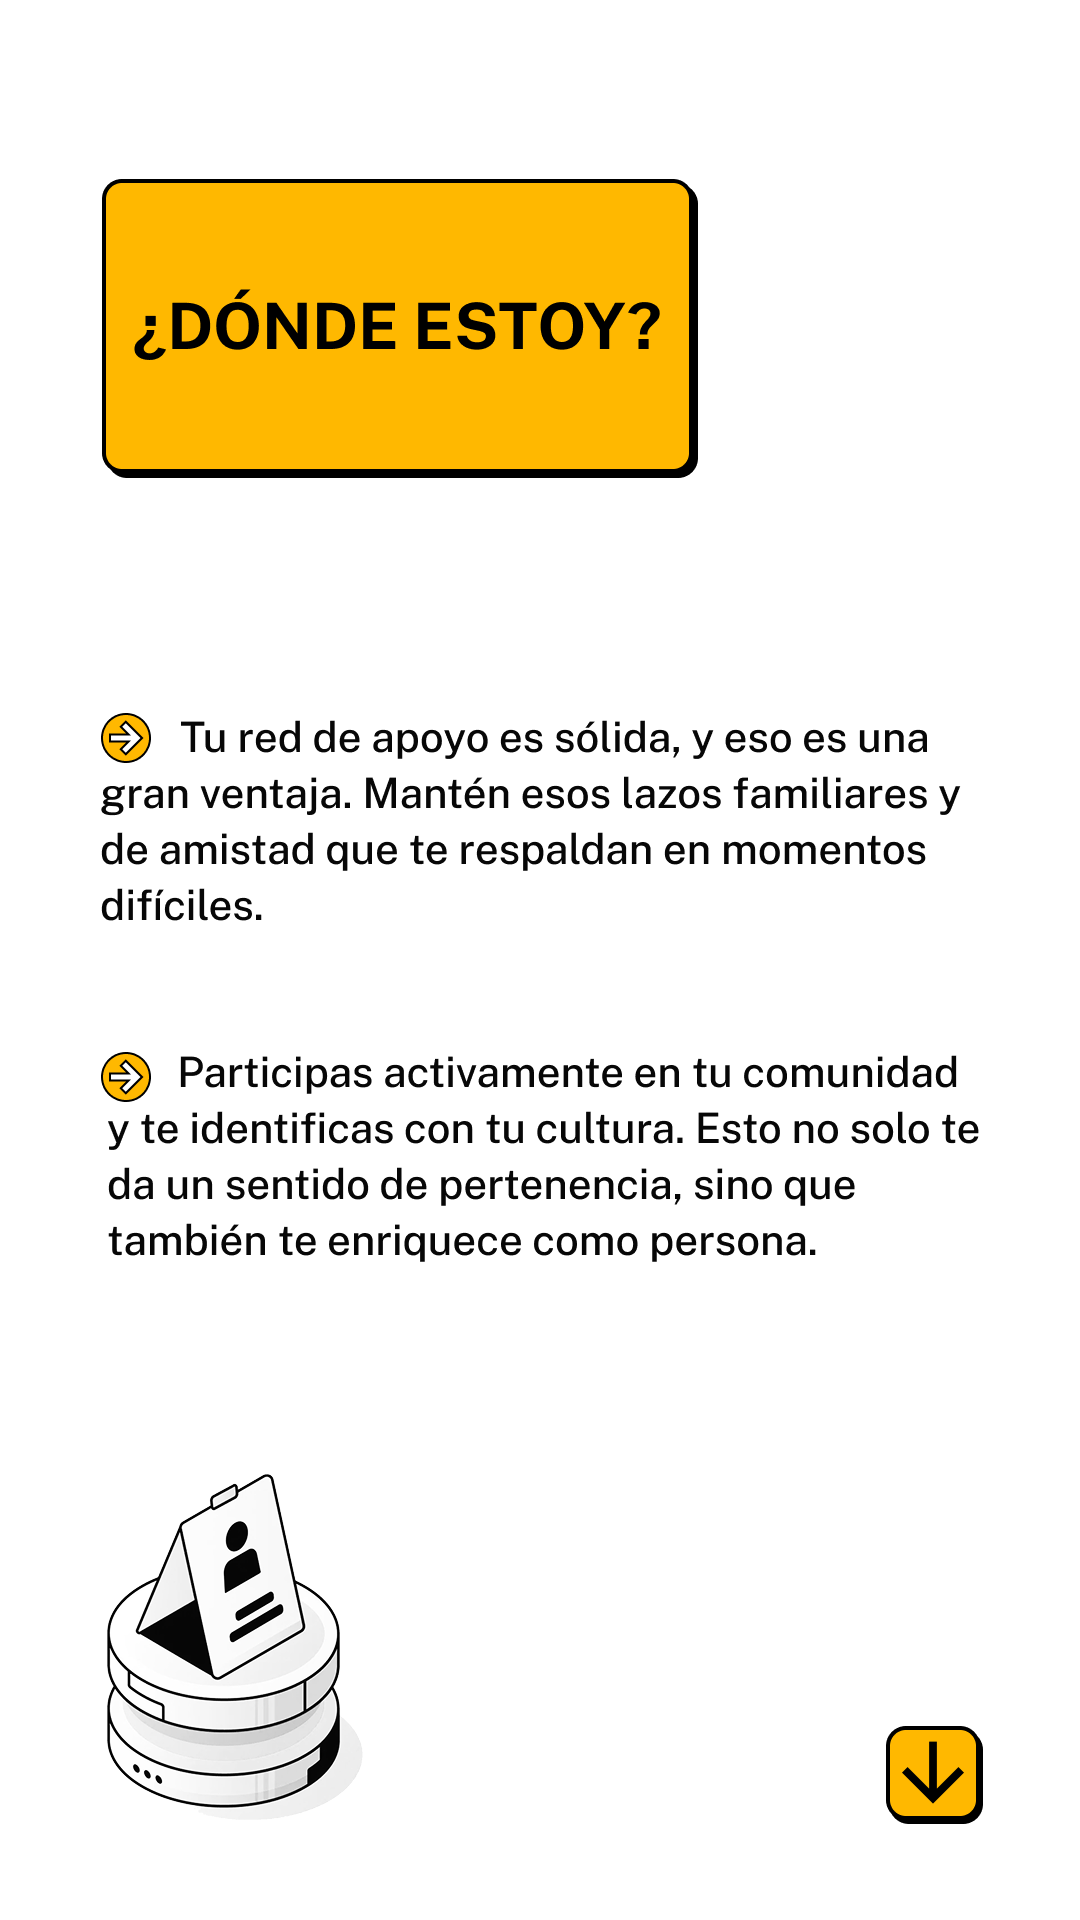 ¿DÓNDE ESTOY?
Tu red de apoyo es sólida, y eso es una
gran ventaja. Mantén esos lazos familiares y
de amistad que te respaldan en momentos
difíciles.
Participas activamente en tu comunidad
y te identificas con tu cultura. Esto no solo te
da un sentido de pertenencia, sino que
también te enriquece como persona.